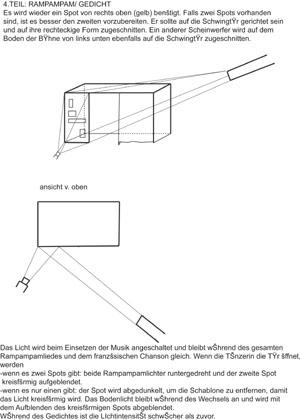 4.TEIL: RAMPAMPAM/ GEDICHT
Es wird wieder ein Spot von rechts oben (gelb) benötigt. Falls zwei Spots vorhanden
sind, ist es besser den zweiten vorzubereiten. Er sollte auf die SchwingtŸr gerichtet sein
und auf ihre rechteckige Form zugeschnitten. Ein anderer Scheinwerfer wird auf dem
Boden der BŸhne von links unten ebenfalls auf die SchwingtŸr zugeschnitten.
ansicht v. oben
Das Licht wird beim Einsetzen der Musik angeschaltet und bleibt wŠhrend des gesamten
Rampampamliedes und dem französischen Chanson gleich. Wenn die TŠnzerin die TŸr šffnet,
werden
-wenn es zwei Spots gibt: beide Rampampamlichter runtergedreht und der zweite Spot
kreisfšrmig aufgeblendet.
-wenn es nur einen gibt: der Spot wird abgedunkelt, um die Schablone zu entfernen, damit
das Licht kreisfšrmig wird. Das Bodenlicht bleibt wŠhrend des Wechsels an und wird mit
dem Aufblenden des kreisfšrmigen Spots abgeblendet.
WŠhrend des Gedichtes ist die LIchtintensitŠt schwŠcher als zuvor.